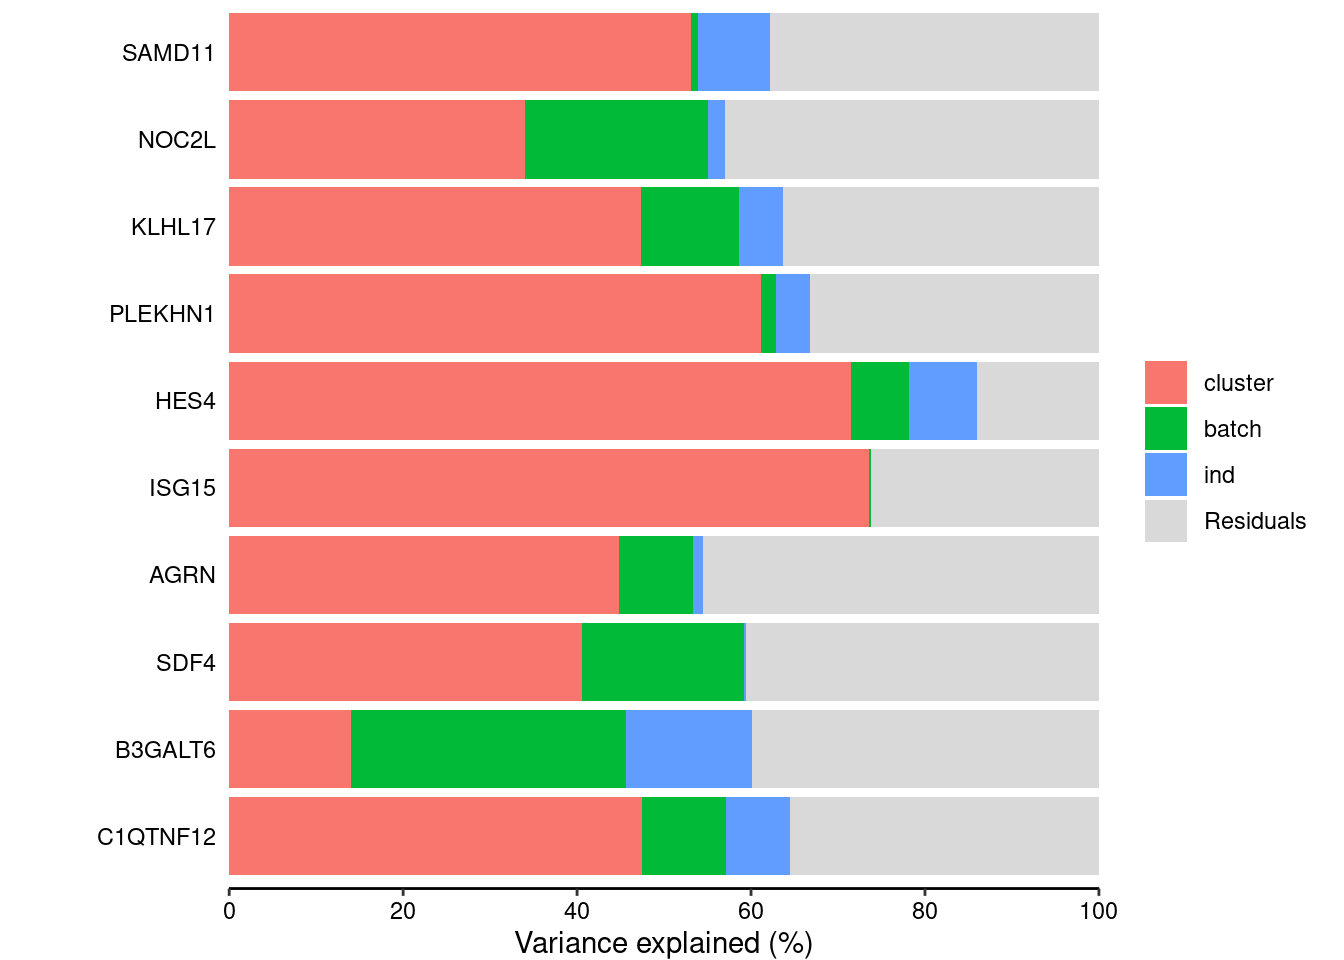 SAMD11
NOC2L
KLHL17
PLEKHN1
HES4
ISG15
AGRN
SDF4
B3GALT6
C1QTNF12
0 20 40 60 80 100
Variance explained (%)
cluster
batch
ind
Residuals